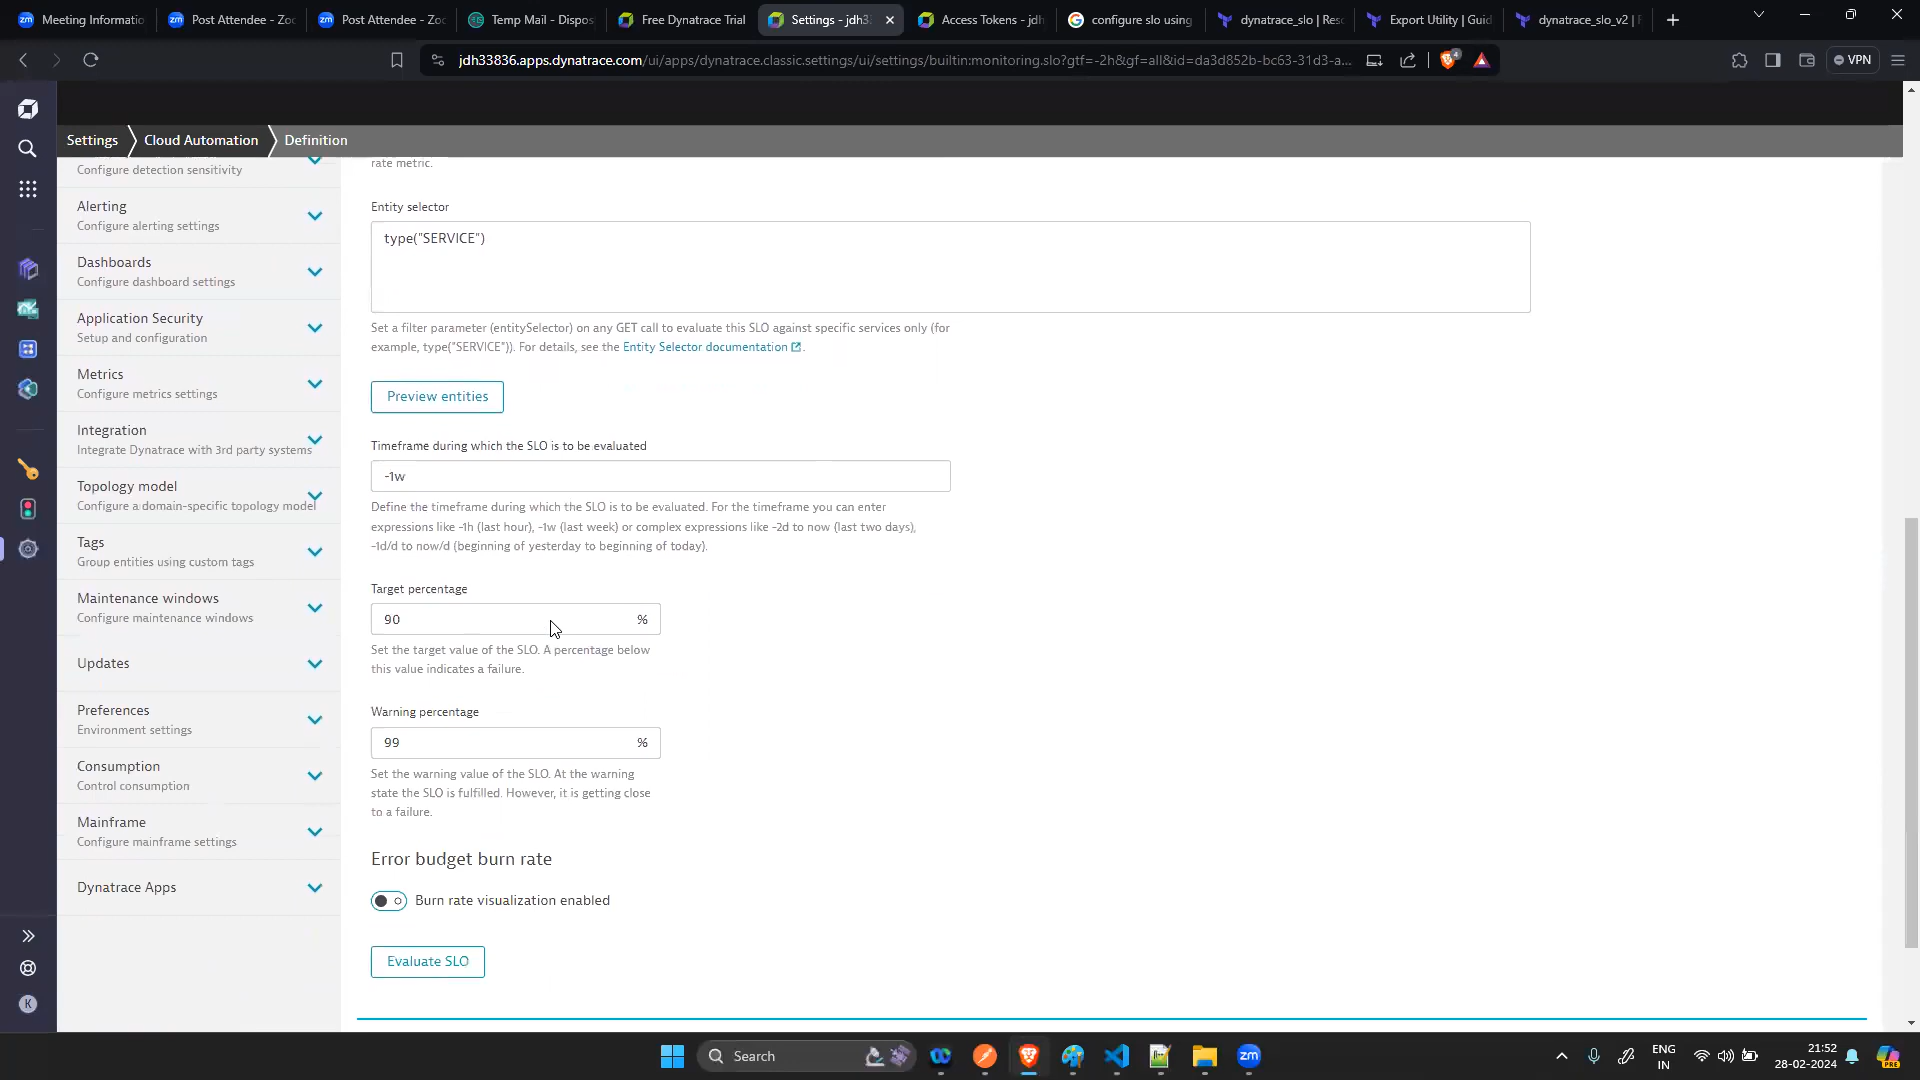 Meeting Informatio
Post Attendee - Zo
Post Attendee - Zo
Temp Mail - Dispos
Free Dynatrace Trial
Settings - jdh33
Access Tokens - jdh
configure slo using
dynatrace_slo | Res
Export Utility | Guid
dynatrace_slo_v2 | R
jdh33836.apps.dynatrace.com/ui/apps/dynatrace.classic.settings/ui/settings/builtin:monitoring.slo?gtf=-2h&gf=all&id=da3d852b-bc63-31d3-a...
4
VPN
Settings
Cloud Automation
Definition
Configure detection sensitivity
Alerting
Configure alerting settings
Dashboards
Configure dashboard settings
Application Security
Setup and configuration
Metrics
Configure metrics settings
Integration
Integrate Dynatrace with 3rd party systems
Topology model
Configure a domain-specific topology model
Tags
Group entities using custom tags
Maintenance windows
Configure maintenance windows
Updates
Preferences
Environment settings
Consumption
Control consumption
Mainframe
Configure mainframe settings
Dynatrace Apps
K
rate metric.
Entity selector
type("SERVICE")
Set a filter parameter (entitySelector) on any GET call to evaluate this SLO against specific services only (for
example, type("SERVICE")). For details, see the Entity Selector documentation.
Preview entities
Timeframe during which the SLO is to be evaluated
-1w
Define the timeframe during which the SLO is to be evaluated. For the timeframe you can enter
expressions like -1h (last hour), -1w (last week) or complex expressions like -2d to now (last two days),
-1d/d to now/d (beginning of yesterday to beginning of today).
Target percentage
90 %
Set the target value of the SLO. A percentage below
this value indicates a failure.
Warning percentage
99 %
Set the warning value of the SLO. At the warning
state the SLO is fulfilled. However, it is getting close
to a failure.
Error budget burn rate
Burn rate visualization enabled
Evaluate SLO
Search
zm
ENG
IN
21:52
28-02-2024